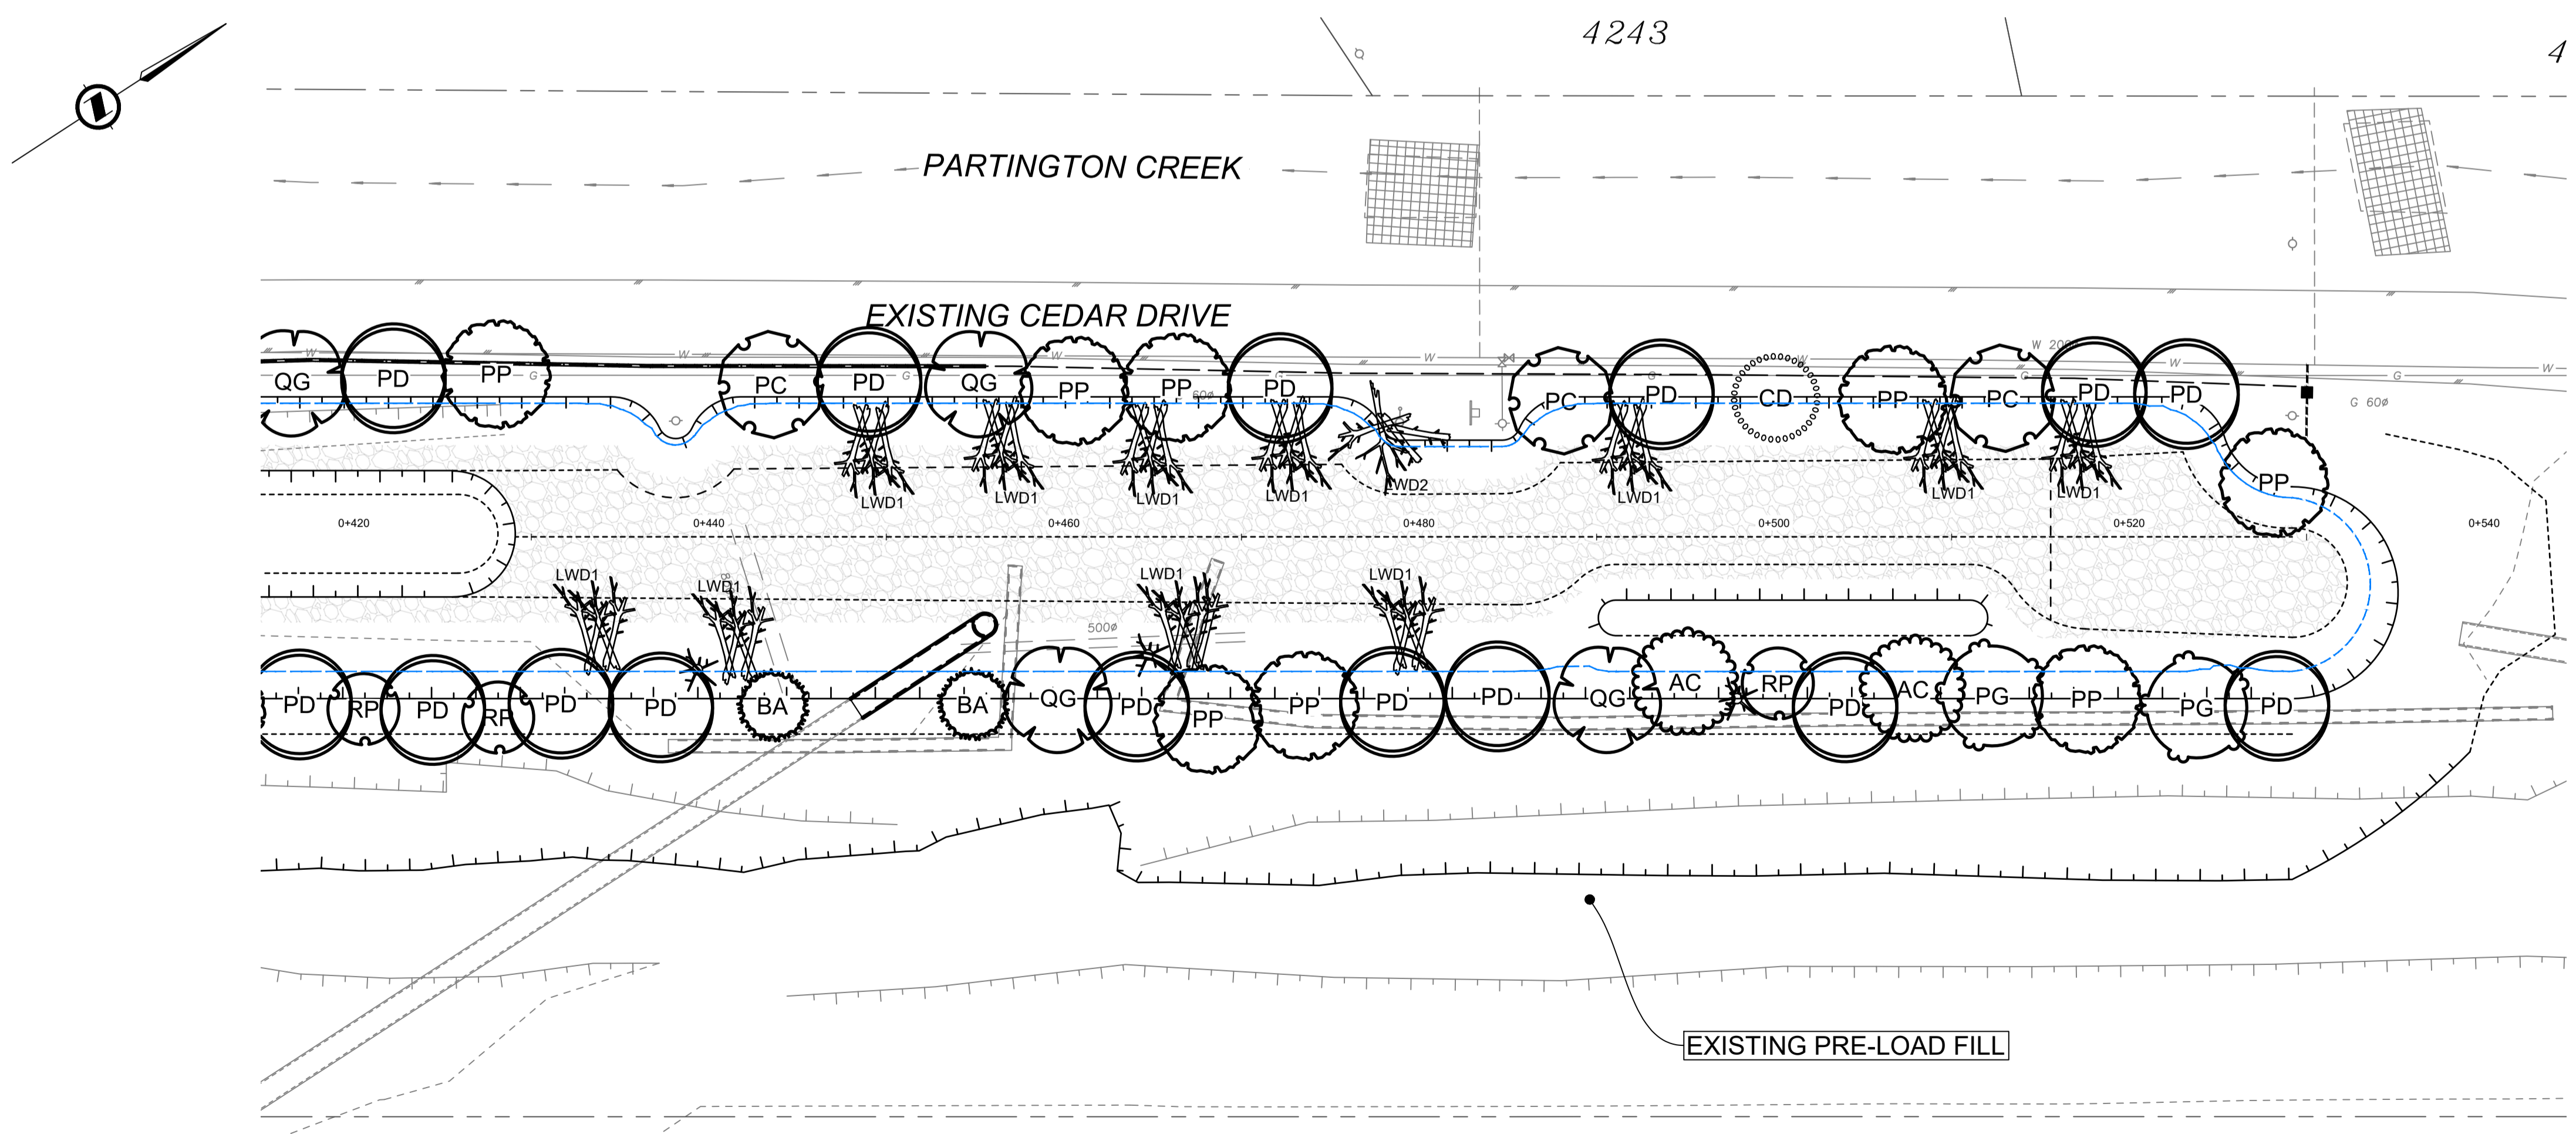 4243
4
PARTINGTON CREEK
EXISTING CEDAR DRIVE
W W W W W W 200ø W W
G G G G G G 60ø
60ø
QG PD PP PC PD QG PP PP PD PC PD CD PP PC PD PD
PP
LWD1 LWD1 LWD1 LWD1 LWD2 LWD1 LWD1 LWD1
0+420 0+440 0+460 0+480 0+500 0+520 0+540
LWD1 LWD1 LWD1 LWD1
500ø
PD RP PD RP PD PD BA BA QG PD PP PP PD PD QG AC RP PD AC PG PP PG PD
EXISTING PRE-LOAD FILL